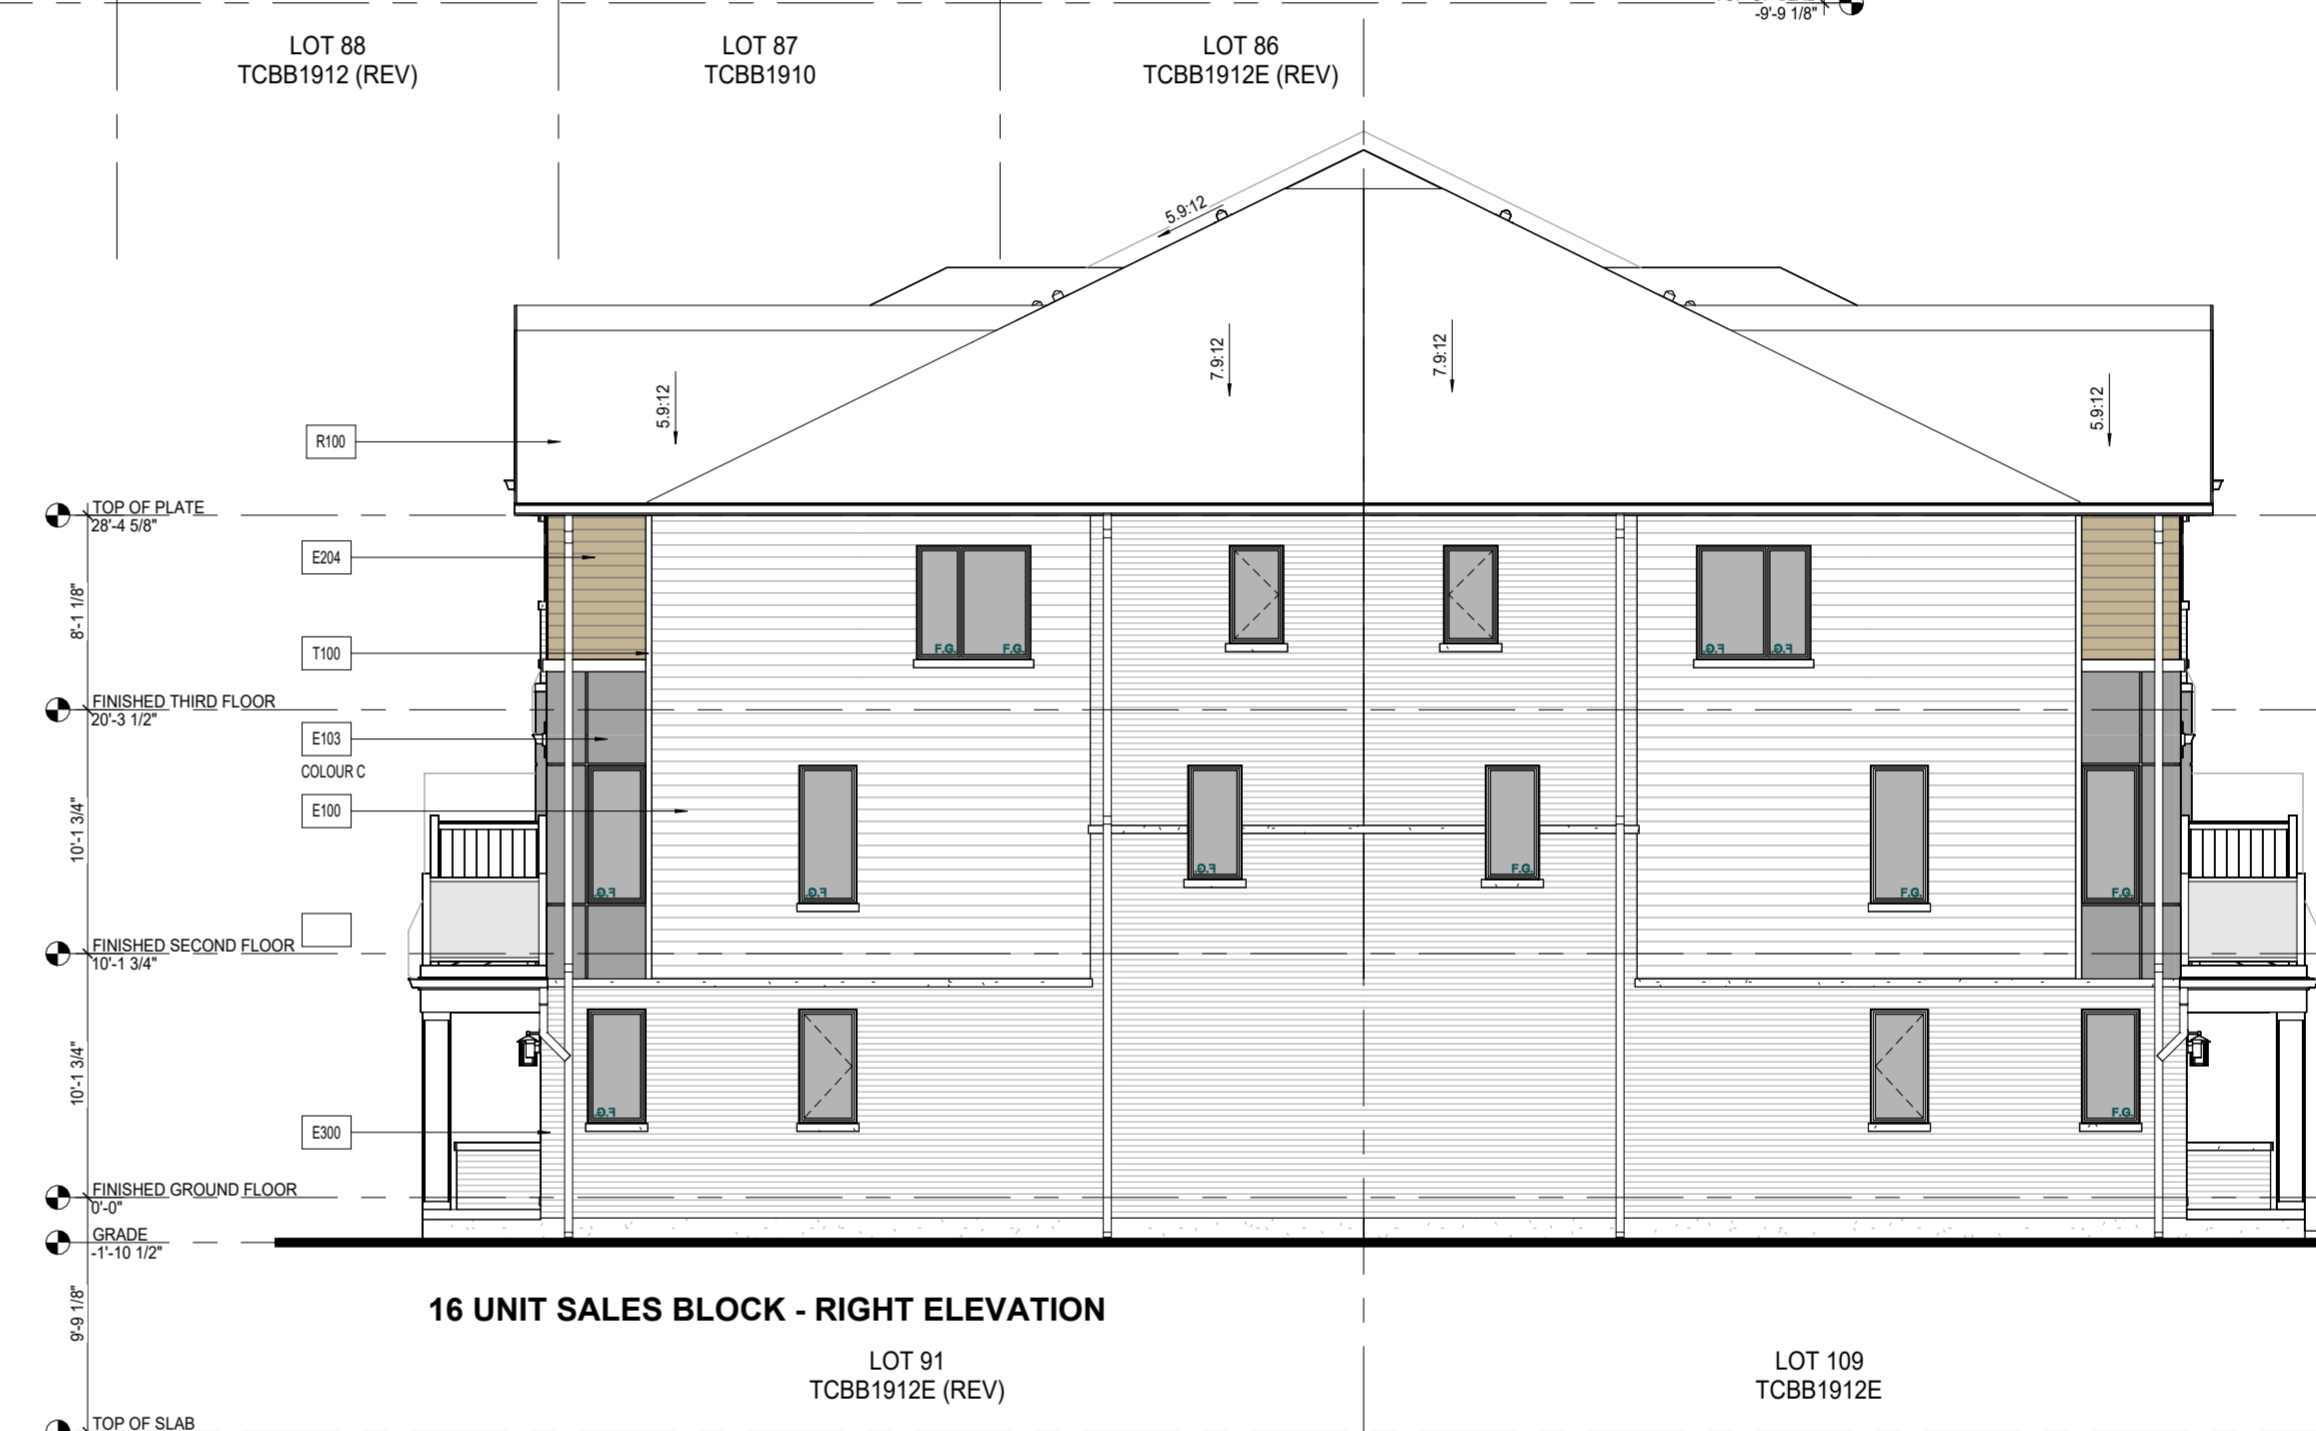 -9'-9 1/8"
LOT 88
TCBB1912 (REV)
LOT 87
TCBB1910
LOT 86
TCBB1912E (REV)
5.9:12
7.9:12
7.9:12
5.9:12
5.9:12
R100
TOP OF PLATE
28'-4 5/8"
E204
8'-1 1/8"
T100
F.G.
F.G.
F.G.
F.G.
FINISHED THIRD FLOOR
20'-3 1/2"
E103
COLOUR C
E100
10'-1 3/4"
F.G.
F.G.
F.G.
F.G.
F.G.
F.G.
FINISHED SECOND FLOOR
10'-1 3/4"
10'-1 3/4"
F.G.
F.G.
E300
FINISHED GROUND FLOOR
0'-0"
GRADE
-1'-10 1/2"
9'-9 1/8"
16 UNIT SALES BLOCK - RIGHT ELEVATION
LOT 91
TCBB1912E (REV)
LOT 109
TCBB1912E
TOP OF SLAB